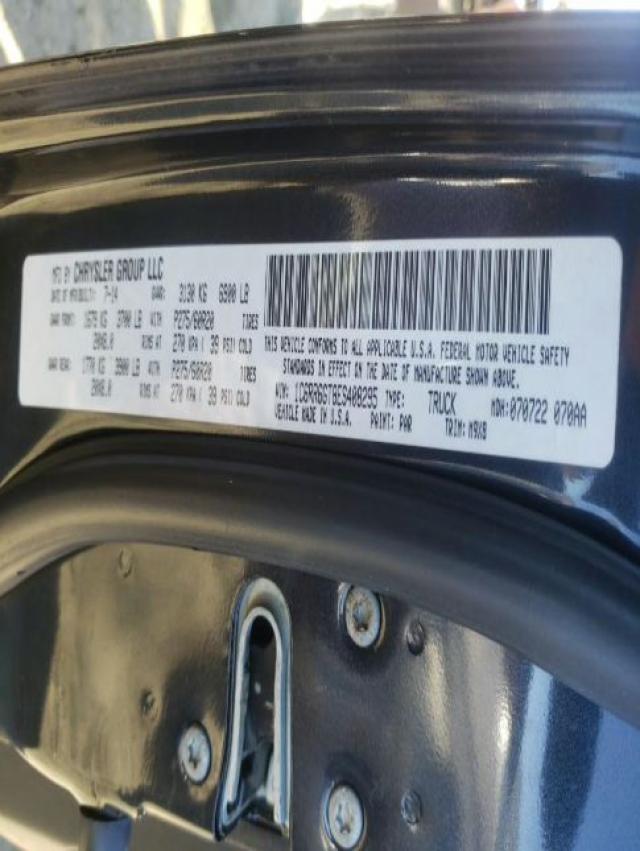 MFD BY CHRYSLER GROUP LLC
DATE OF MFR/BUILT: 7-14 GVWR: 3130 KG 6900 LB
GAWR FRONT: 1679 KG 3700 LB WITH P275/60R20 TIRES
20X8.0 RIMS AT 270 KPA ( 39 PSI) COLD
GAWR REAR: 1770 KG 3900 LB WITH P275/60R20 TIRES
20X8.0 RIMS AT 270 KPA ( 39 PSI) COLD
THIS VEHICLE CONFORMS TO ALL APPLICABLE U.S.A. FEDERAL MOTOR VEHICLE SAFETY
STANDARDS IN EFFECT ON THE DATE OF MANUFACTURE SHOWN ABOVE.
VIN: TYPE: TRUCK MDH: 070722 070AA
VEHICLE MADE IN U.S.A. PAINT: PAR TRIM: M9X8